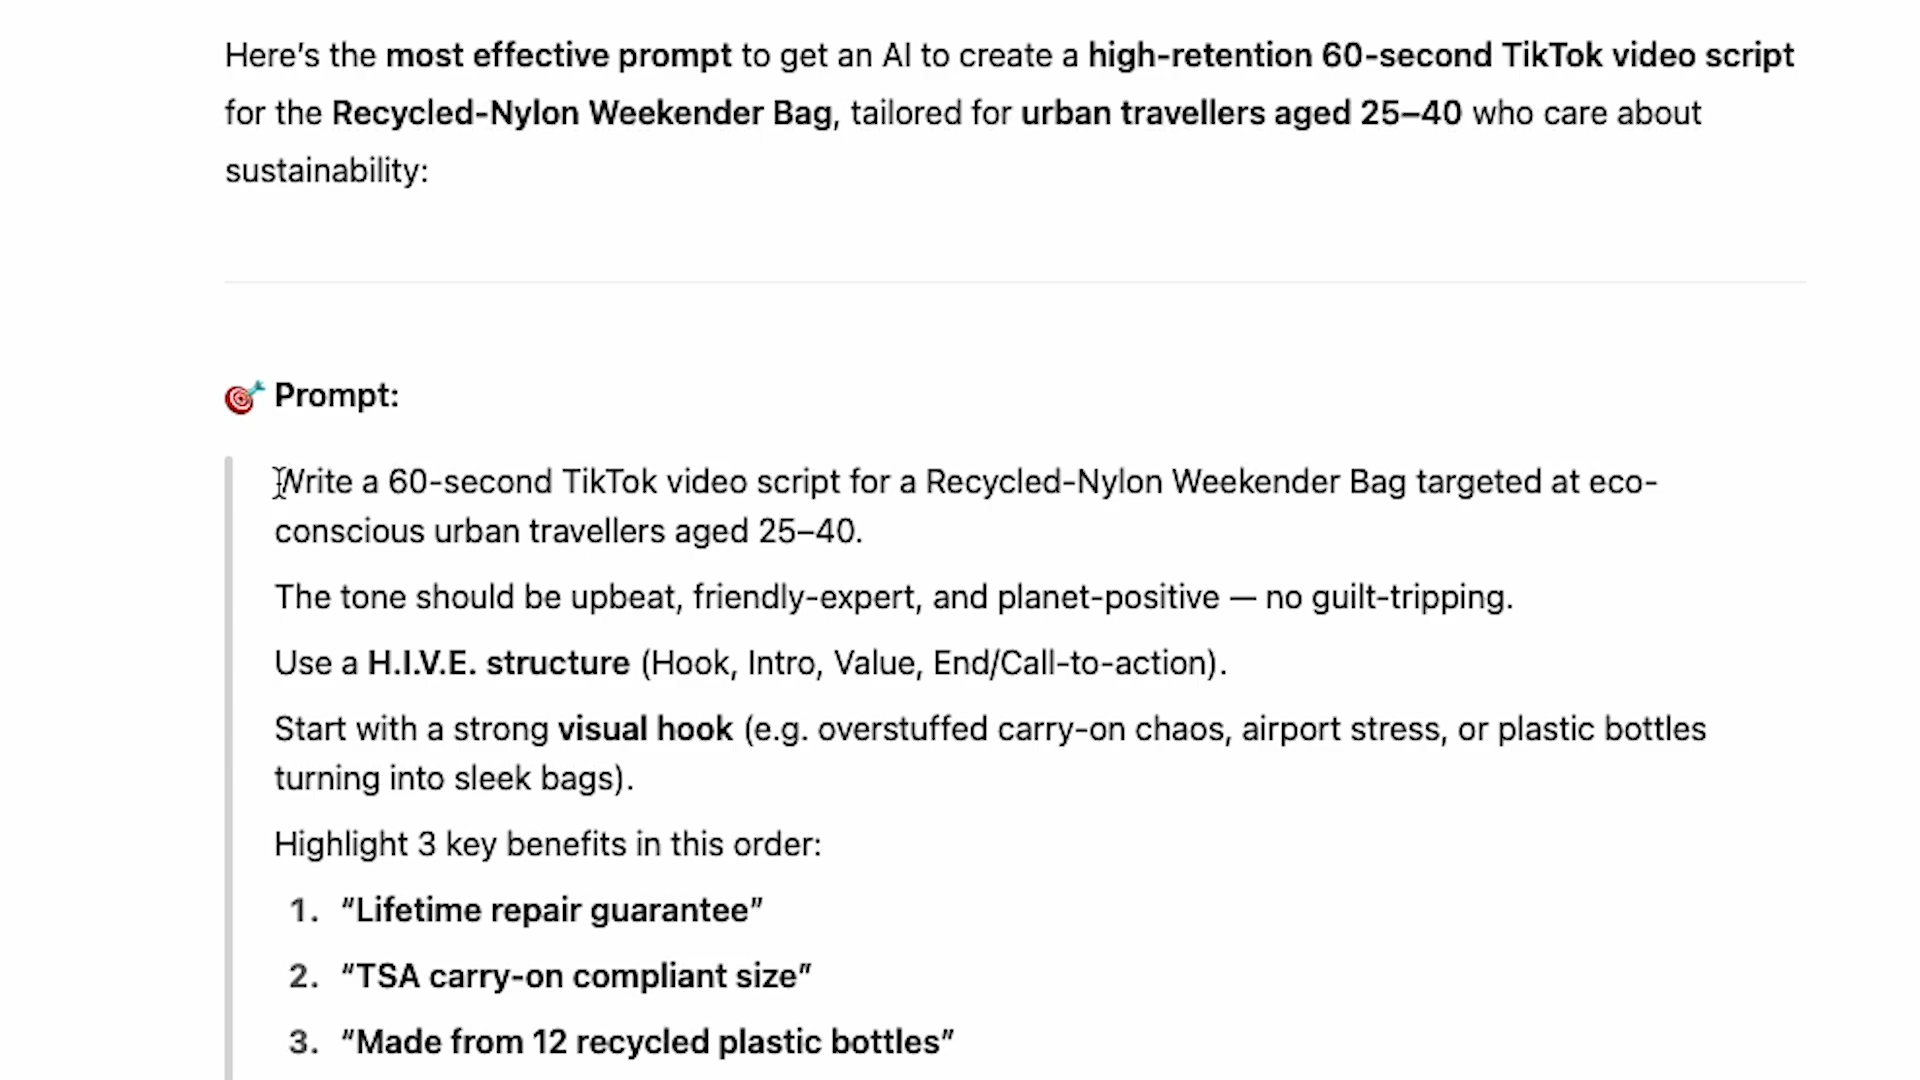 Here's the most effective prompt to get an AI to create a high-retention 60-second TikTok video script
for the Recycled-Nylon Weekender Bag, tailored for urban travellers aged 25–40 who care about
sustainability:
🎯 Prompt:
Write a 60-second TikTok video script for a Recycled-Nylon Weekender Bag targeted at eco-
conscious urban travellers aged 25–40.
The tone should be upbeat, friendly-expert, and planet-positive — no guilt-tripping.
Use a H.I.V.E. structure (Hook, Intro, Value, End/Call-to-action).
Start with a strong visual hook (e.g. overstuffed carry-on chaos, airport stress, or plastic bottles
turning into sleek bags).
Highlight 3 key benefits in this order:
1. “Lifetime repair guarantee”
2. “TSA carry-on compliant size”
3. “Made from 12 recycled plastic bottles”